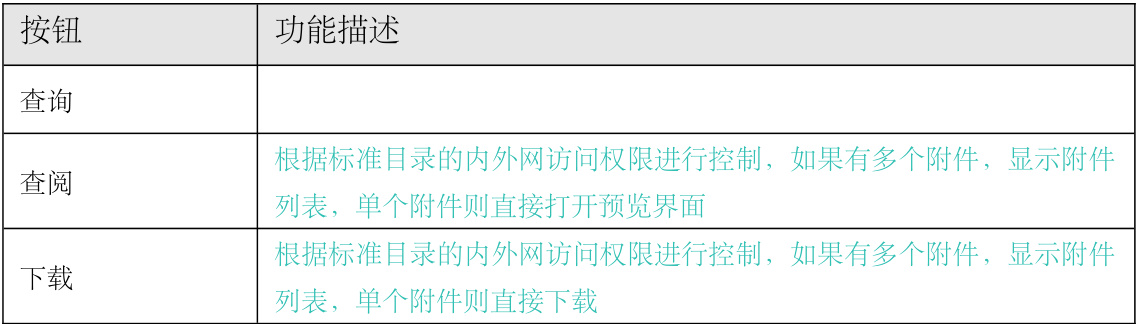 按钮 功能描述
查询
查阅 根据标准目录的内外网访问权限进行控制，如果有多个附件，显示附件
列表，单个附件则直接打开预览界面
下载 根据标准目录的内外网访问权限进行控制，如果有多个附件，显示附件
列表，单个附件则直接下载